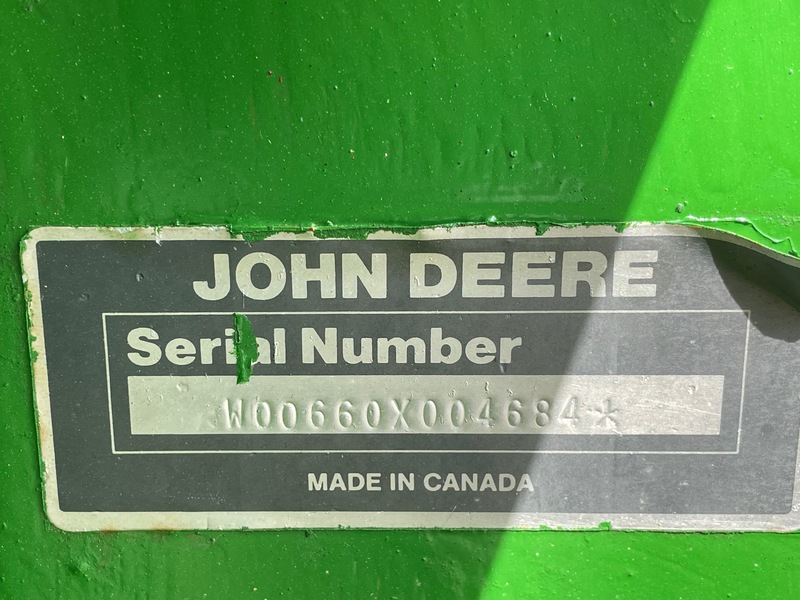 JOHN DEERE
Serial Number
W00660X004684*
MADE IN CANADA